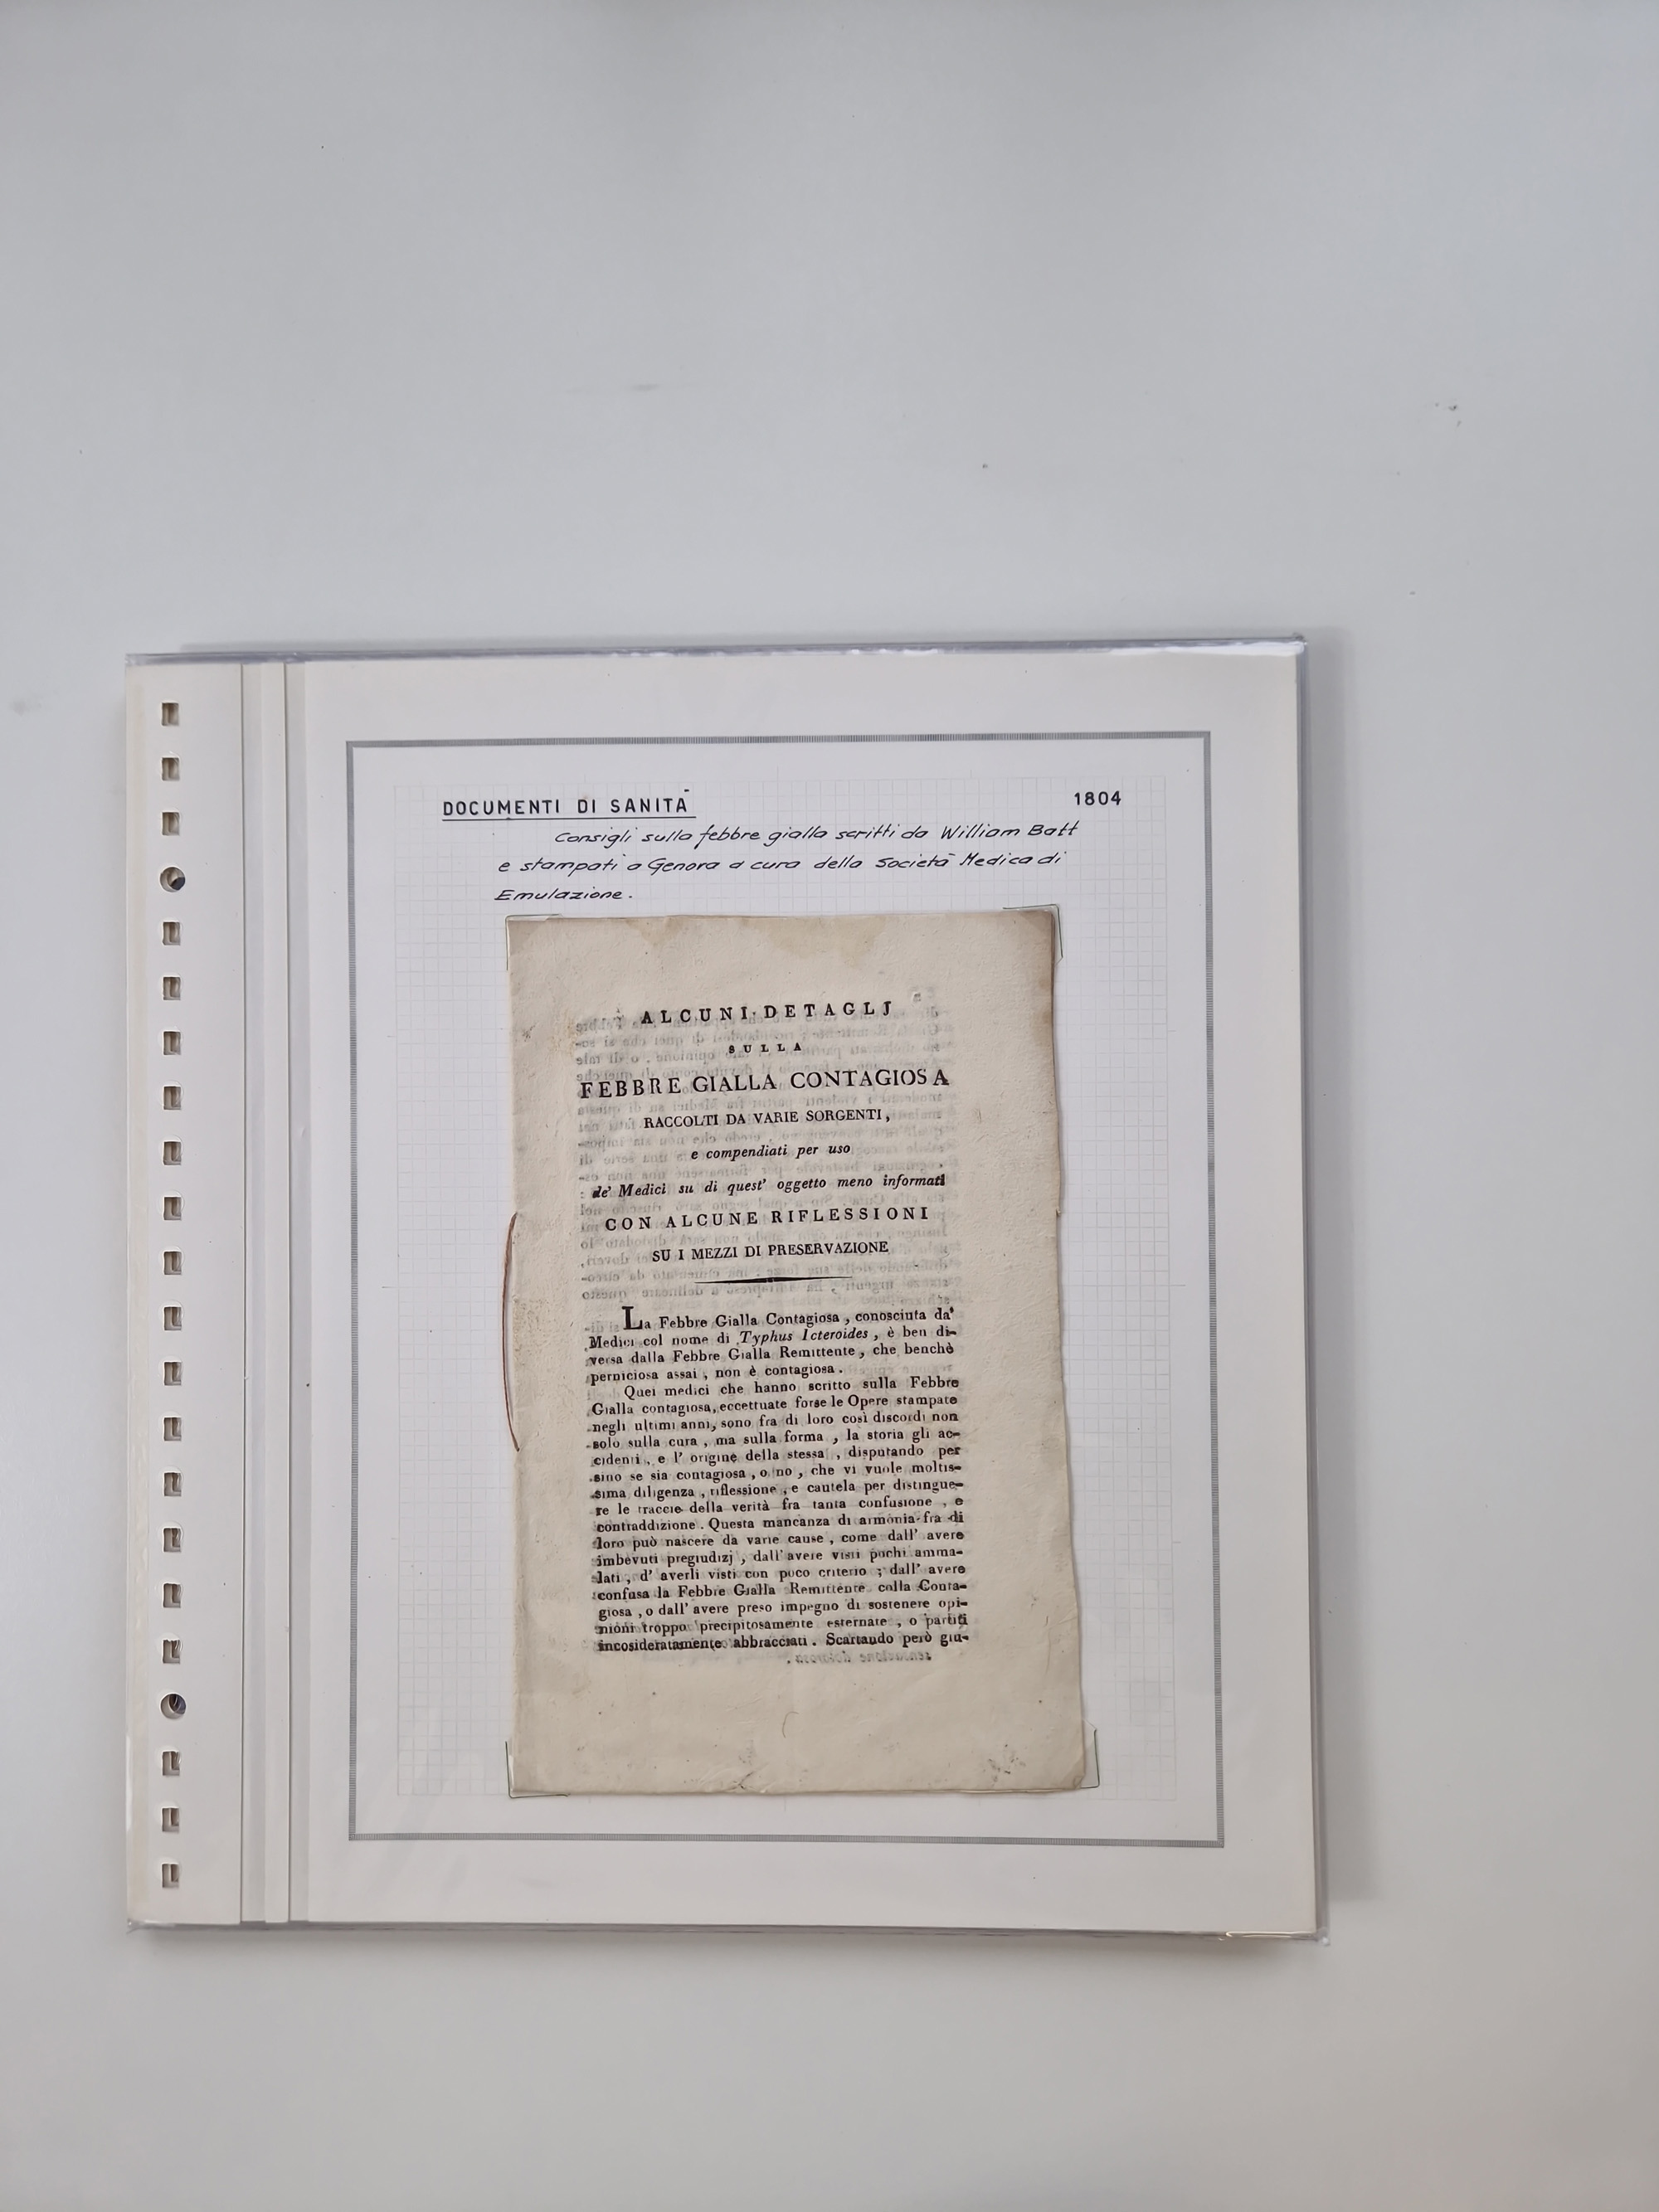 DOCUMENTI DI SANITÀ
1804
Consigli sulla febbre gialla scritti da William Batt
e stampati a Genova a cura della Società Medica di
Emulazione.
ALCUNI DETAGLJ
SULLA
FEBBRE GIALLA CONTAGIOSA
RACCOLTI DA VARIE SORGENTI,
e compendiati per uso
de' Medici su di quest' oggetto meno informati
CON ALCUNE RIFLESSIONI
SU I MEZZI DI PRESERVAZIONE
La Febbre Gialla Contagiosa, conosciuta da'
Medici col nome di Typhus Icteroides, è ben di-
versa dalla Febbre Gialla Remittente, che benchè
perniciosa assai, non è contagiosa.
Quei medici che hanno scritto sulla Febbre
Gialla contagiosa, eccettuate forse le Opere stampate
negli ultimi anni, sono fra di loro così discordi non
solo sulla cura, ma sulla forma, la storia gli ac-
cidenti, e l' origine della stessa, disputando per
sino se sia contagiosa, o no, che vi vuole moltis-
sima diligenza, riflessione, e cautela per distingue-
re le traccie della verità fra tanta confusione, e
contraddizione. Questa mancanza di armonia fra di
loro può nascere da varie cause, come dall' avere
imbevuti pregiudizj, dall' avere visti pochi amma-
lati, d' averli visti con poco criterio; dall' avere
confusa la Febbre Gialla Remittente colla Conta-
giosa, o dall' avere preso impegno di sostenere opi-
nioni troppo precipitosamente esternate, o partiti
incosideratamente abbracciati. Scartando però giu-